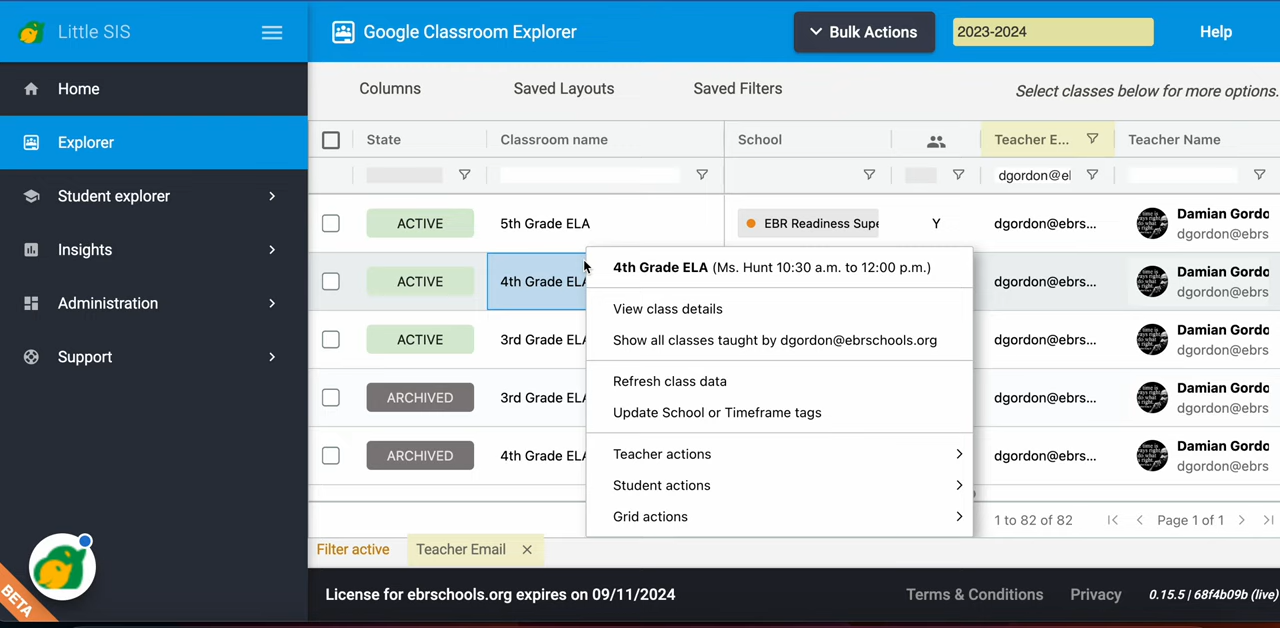 Little SIS
Google Classroom Explorer
Bulk Actions
2023-2024
Help
Home
Explorer
Student explorer
Insights
Administration
Support
BETA
Columns
Saved Layouts
Saved Filters
Select classes below for more options.
State
Classroom name
School
Teacher E...
Teacher Name
dgordon@el
ACTIVE
5th Grade ELA
EBR Readiness Supe
Y
dgordon@ebrs...
Damian Gordo
dgordon@ebrs
ACTIVE
4th Grade ELA
dgordon@ebrs...
Damian Gordo
dgordon@ebrs
ACTIVE
3rd Grade ELA
dgordon@ebrs...
Damian Gordo
dgordon@ebrs
ARCHIVED
3rd Grade ELA
dgordon@ebrs...
Damian Gordo
dgordon@ebrs
ARCHIVED
4th Grade ELA
dgordon@ebrs...
Damian Gordo
dgordon@ebrs
4th Grade ELA (Ms. Hunt 10:30 a.m. to 12:00 p.m.)
View class details
Show all classes taught by dgordon@ebrschools.org
Refresh class data
Update School or Timeframe tags
Teacher actions
Student actions
Grid actions
1 to 82 of 82
Page 1 of 1
Filter active
Teacher Email
License for ebrschools.org expires on 09/11/2024
Terms & Conditions
Privacy
0.15.5 | 68f4b09b (live)